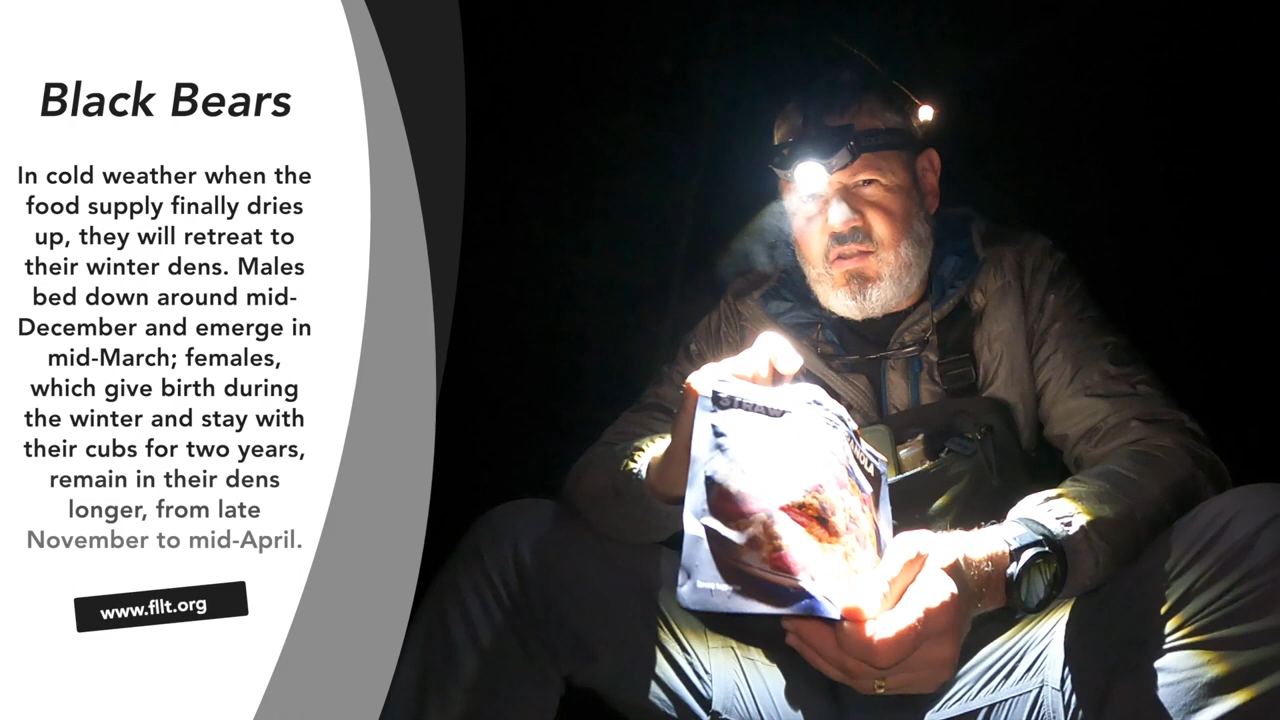 Black Bears
In cold weather when the
food supply finally dries
up, they will retreat to
their winter dens. Males
bed down around mid-
December and emerge in
mid-March; females,
which give birth during
the winter and stay with
their cubs for two years,
remain in their dens
longer, from late
November to mid-April.
www.fllt.org